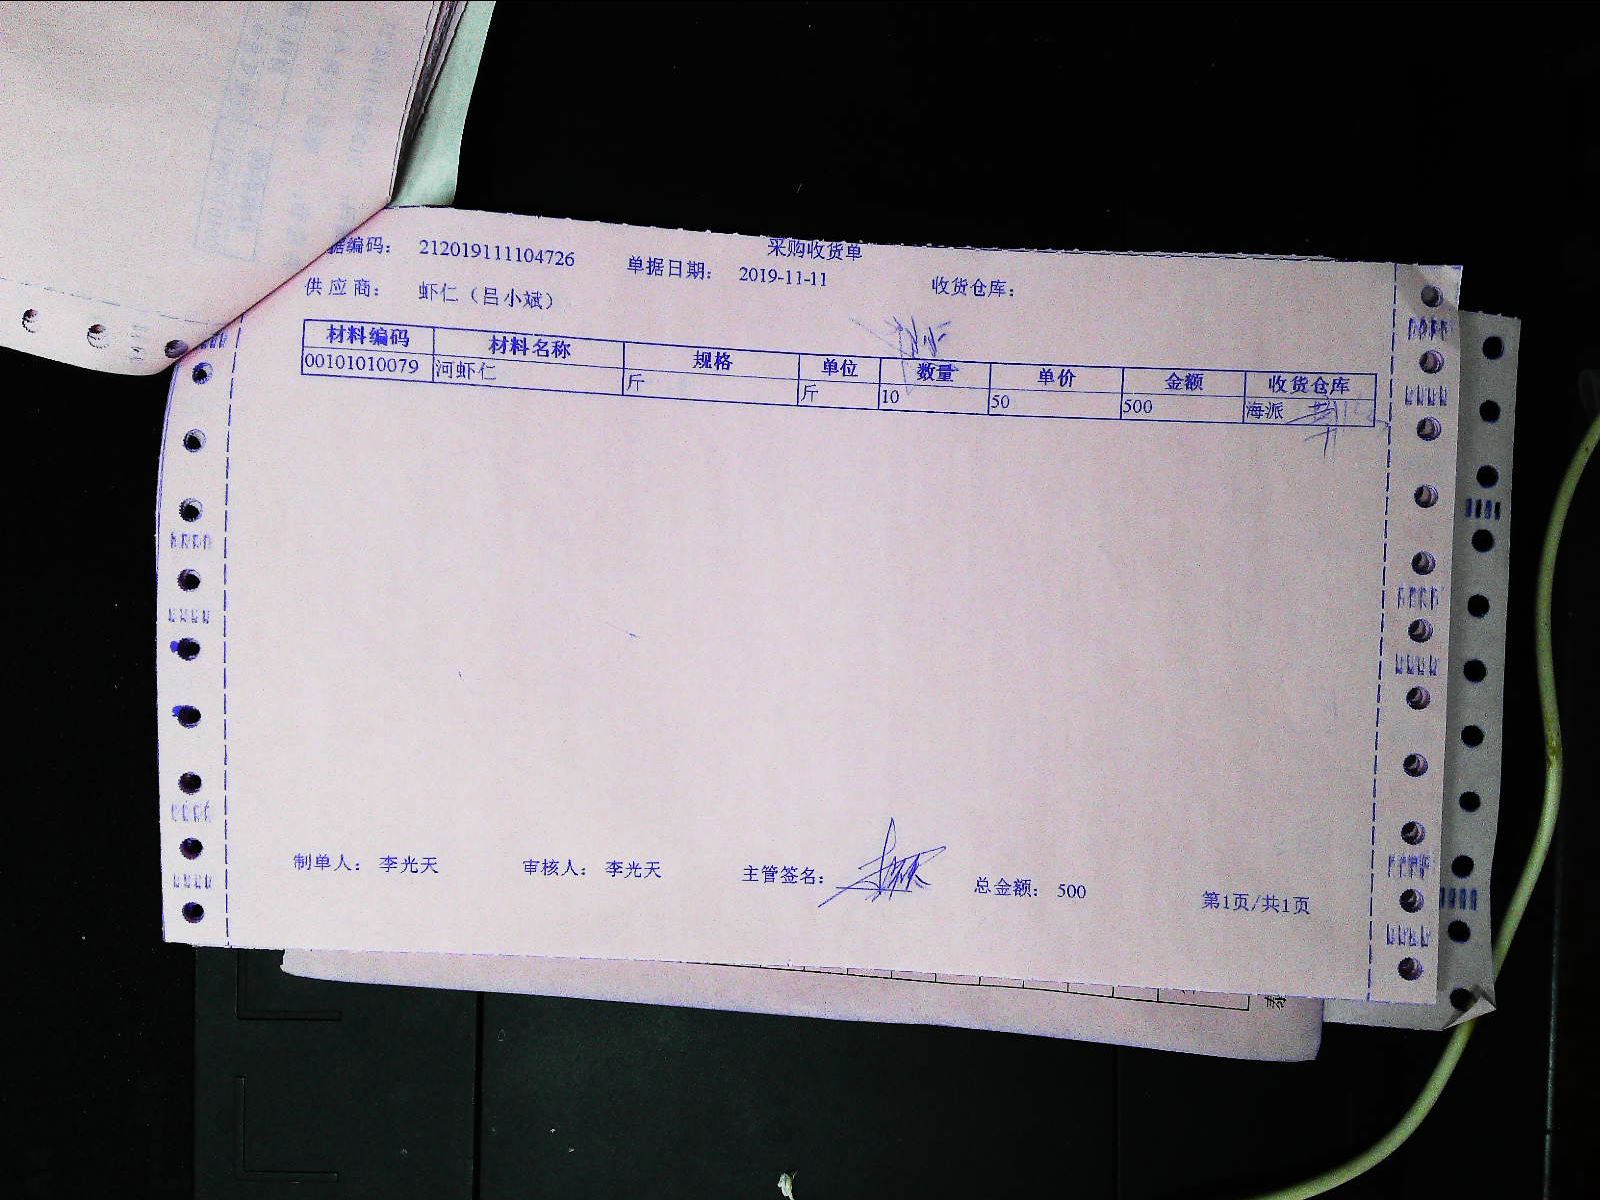 采购收货单
据编码： 212019111104726 单据日期： 2019-11-11 收货仓库：
供应商： 虾仁（吕小斌）
材料编码 材料名称 规格 单位 数量 单价 金额 收货仓库
00101010079 河虾仁 斤 斤 10 50 500 海派
制单人： 李光天 审核人： 李光天 主管签名： 总金额： 500 第1页/共1页